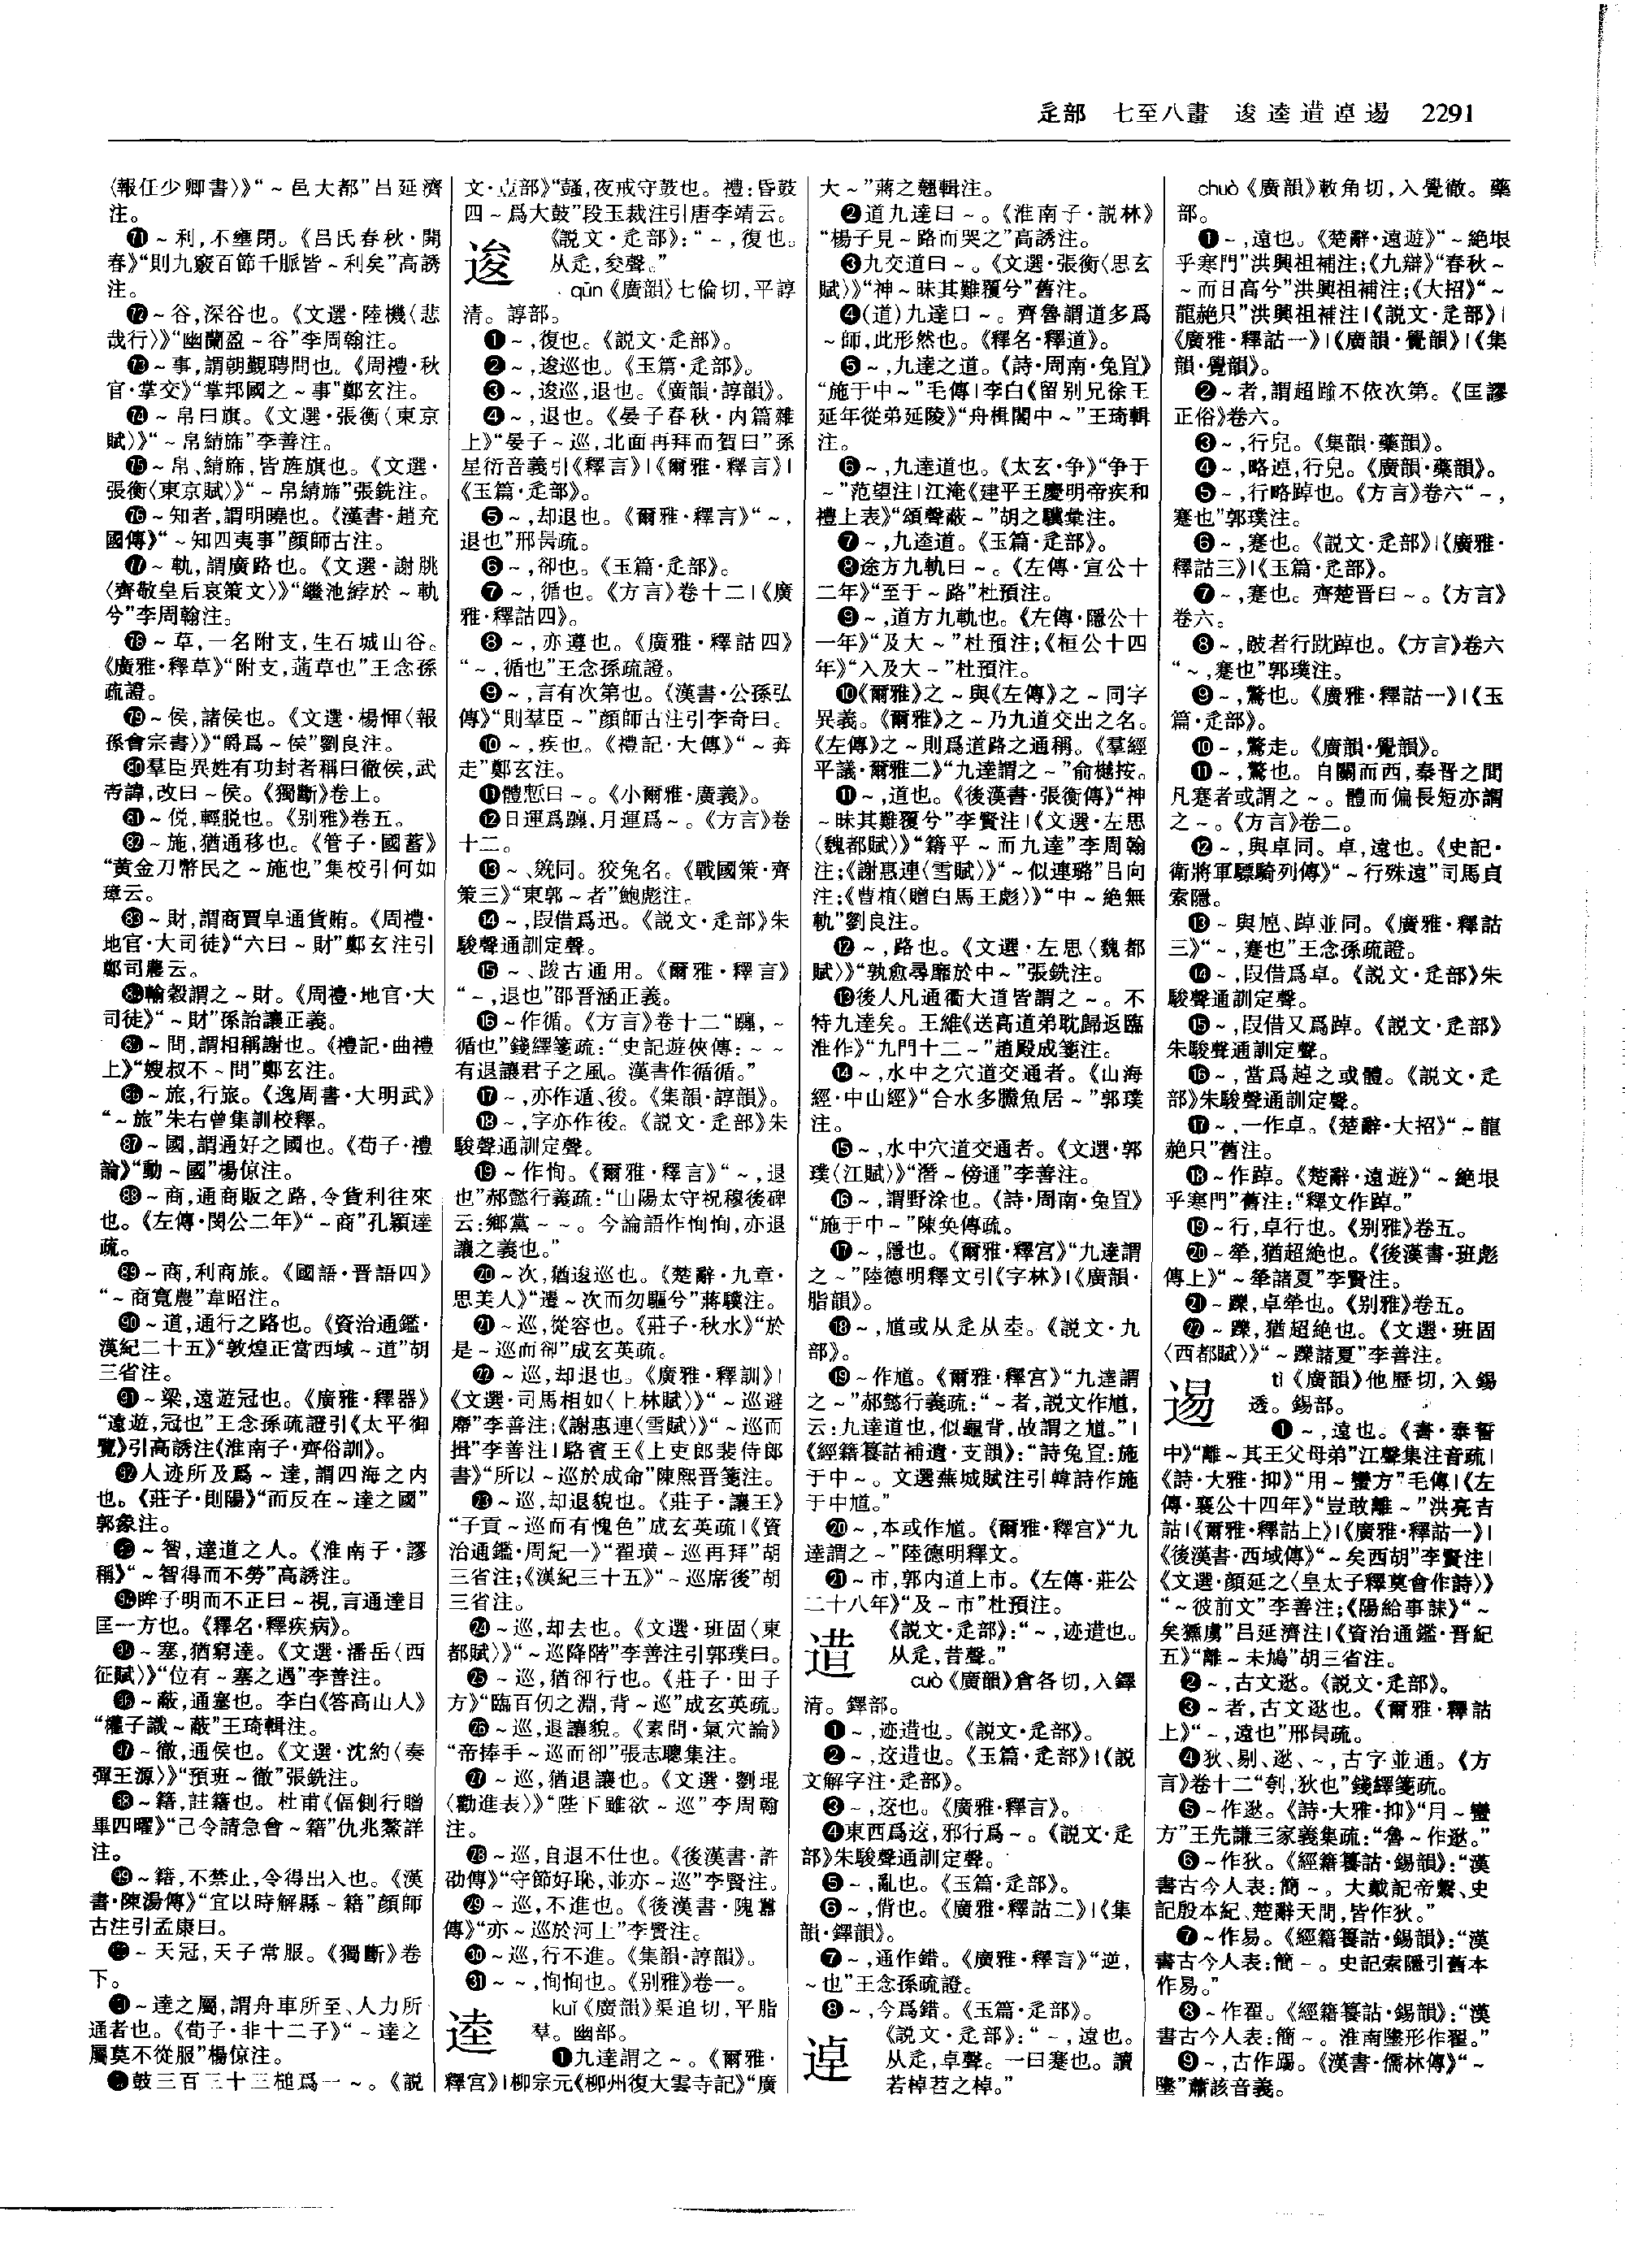 辵部　七至八畫　逡逵逪逴逷　2291
〈報任少卿書〉》“～邑大都”吕延濟
注。
㉛～利,不壅閉。《吕氏春秋·開
春》“則九竅百節千脈皆～利矣”高誘
注。
㊷～谷,深谷也。《文選·陸機〈悲
哉行〉》“幽蘭盈～谷”李周翰注。
～事,謂朝覲聘問也。《周禮·秋
官·掌交》“掌邦國之～事”鄭玄注。
～帛曰旗。《文選·張衡〈東京
賦〉》“～帛綪旆”李善注。
～帛、綪旆,皆旌旗也。《文選·
張衡〈東京賦〉》“～帛綪旆”張銑注。
～知者,謂明曉也。《漢書·趙充
國傳》“～知四夷事”顔師古注。
～軌,謂廣路也。《文選·謝朓
〈齊敬皇后哀策文〉》“繼池綍於～軌
兮”李周翰注。
～草,一名附支,生石城山谷。
《廣雅·釋草》“附支,蓪草也”王念孫
疏證。
～侯,諸侯也。《文選·楊惲〈報
孫會宗書〉》“爵爲～侯”劉良注。
羣臣異姓有功封者稱曰徹侯,武
帝諱,改曰～侯。《獨斷》卷上。
～侻,輕脱也。《别雅》卷五。
～施,猶通移也。《管子·國蓄》
“黄金刀幣民之～施也”集校引何如
璋云。
～財,謂商賈阜通貨賄。《周禮·
地官·大司徒》“六曰～財”鄭玄注引
鄭司農云。
輸穀謂之～財。《周禮·地官·大
司徒》“～財”孫詒讓正義。
～問,謂相稱謝也。《禮記·曲禮
上》“嫂叔不～問”鄭玄注。
～旅,行旅。《逸周書·大明武》
“～旅”朱右曾集訓校釋。
～國,謂通好之國也。《荀子·禮
論》“動～國”楊倞注。
～商,通商販之路,令貨利往來
也。《左傳·閔公二年》“～商”孔穎達
疏。
～商,利商旅。《國語·晋語四》
“～商寬農”韋昭注。
～道,通行之路也。《資治通鑑·
漢紀二十五》“敦煌正當西域～道”胡
三省注。
～梁,遠遊冠也。《廣雅·釋器》
“遠遊,冠也”王念孫疏證引《太平御
覽》引高誘注《淮南子·齊俗訓》。
人迹所及爲～達,謂四海之内
也。《莊子·則陽》“而反在～達之國”
郭象注。
～智,達道之人。《淮南子·謬
稱》“～智得而不勞”高誘注。
眸子明而不正曰～視,言通達目
匡一方也。《釋名·釋疾病》。
～塞,猶窮達。《文選·潘岳〈西
征賦〉》“位有～塞之遇”李善注。
～蔽,通塞也。李白《答高山人》
“權子識～蔽”王琦輯注。
～徹,通侯也。《文選·沈約〈奏
彈王源〉》“預班～徹”張銑注。
～籍,註籍也。杜甫《偪側行贈
畢四曜》“己令請急會～籍”仇兆鰲詳
注。
～籍,不禁止,令得出入也。《漢
書·陳湯傳》“宜以時解縣～籍”顔師
古注引孟康曰。
～天冠,天子常服。《獨斷》卷
下。
～達之屬,謂舟車所至、人力所
通者也。《荀子·非十二子》“～達之
屬莫不從服”楊倞注。
鼓三百三十三槌爲一～。《説
文·壴部》“鼜,夜戒守鼓也。禮:昏鼓
四～爲大鼓”段玉裁注引唐李靖云。
逡
《説文·辵部》:“～,復也。
从辵,夋聲。”
qūn《廣韻》七倫切,平諄
清。諄部。
❶～,復也。《説文·辵部》。
❷～,逡巡也。《玉篇·辵部》。
❸～,逡巡,退也。《廣韻·諄韻》。
❹～,退也。《晏子春秋·内篇雜
上》“晏子～巡,北面再拜而賀曰”孫
星衍音義引《釋言》|《爾雅·釋言》|
《玉篇·辵部》。
❺～,却退也。《爾雅·釋言》“～,
退也”邢昺疏。
❻～,卻也。《玉篇·辵部》。
❼～,循也。《方言》卷十二|《廣
雅·釋詁四》。
❽～,亦遵也。《廣雅·釋詁四》
“～,循也”王念孫疏證。
❾～,言有次第也。《漢書·公孫弘
傳》“則羣臣～”顔師古注引李奇曰。
❿～,疾也。《禮記·大傳》“～奔
走”鄭玄注。
⓫體慙曰～。《小爾雅·廣義》。
⓬日運爲躔,月運爲～。《方言》卷
十二。
⓭～、㕙同。狡兔名。《戰國策·齊
策三》“東郭～者”鮑彪注。
⓮～,叚借爲迅。《説文·辵部》朱
駿聲通訓定聲。
⓯～、踆古通用。《爾雅·釋言》
“～,退也”邵晋涵正義。
⓰～作循。《方言》卷十二“躔,～
循也”錢繹箋疏:“史記遊俠傳:～～
有退讓君子之風。漢書作循循。”
⓱～,亦作遁、後。《集韻·諄韻》。
⓲～,字亦作後。《説文·辵部》朱
駿聲通訓定聲。
⓳～作恂。《爾雅·釋言》“～,退
也”郝懿行義疏:“山陽太守祝穆後碑
云:鄉黨～～。今論語作恂恂,亦退
讓之義也。”
⓴～次,猶逡巡也。《楚辭·九章·
思美人》“遷～次而勿驅兮”蔣驥注。
㉑～巡,從容也。《莊子·秋水》“於
是～巡而卻”成玄英疏。
㉒～巡,却退也。《廣雅·釋訓》|
《文選·司馬相如〈上林賦〉》“～巡避
廗”李善注;《謝惠連〈雪賦〉》“～巡而
揖”李善注|駱賓王《上吏部裴侍郎
書》“所以～巡於成命”陳熙晋箋注。
㉓～巡,却退貌。《莊子·讓王》
“子貢～巡而有愧色”成玄英疏|《資
治通鑑·周紀一》“翟璜～巡再拜”胡
三省注;《漢紀三十五》“～巡席後”胡
三省注。
㉔～巡,却去也。《文選·班固〈東
都賦〉》“～巡降階”李善注引郭璞曰。
㉕～巡,猶卻行也。《莊子·田子
方》“臨百仞之淵,背～巡”成玄英疏。
㉖～巡,退讓貌。《素問·氣穴論》
“帝捧手～巡而卻”張志聰集注。
㉗～巡,猶退讓也。《文選·劉琨
〈勸進表〉》“陛下雖欲～巡”李周翰
注。
㉘～巡,自退不仕也。《後漢書·許
劭傳》“守節好恥,並亦～巡”李賢注。
㉙～巡,不進也。《後漢書·隗囂
傳》“亦～巡於河上”李賢注。
㉚～巡,行不進。《集韻·諄韻》。
㉛～～,恂恂也。《别雅》卷一。
逵
kuí《廣韻》渠追切,平脂
羣。幽部。
❶九達謂之～。《爾雅·
釋宫》|柳宗元《柳州復大雲寺記》“廣
大～”蔣之翹輯注。
❷道九達曰～。《淮南子·説林》
“楊子見～路而哭之”高誘注。
❸九交道曰～。《文選·張衡〈思玄
賦〉》“神～昧其難覆兮”舊注。
❹(道)九達曰～。齊魯謂道多爲
～師,此形然也。《釋名·釋道》。
❺～,九達之道。《詩·周南·兔罝》
“施于中～”毛傳|李白《留别兄徐王
延年從弟延陵》“舟楫閣中～”王琦輯
注。
❻～,九達道也。《太玄·争》“争于
～”范望注|江淹《建平王慶明帝疾和
禮上表》“頌聲蔽～”胡之驥彙注。
❼～,九逵道。《玉篇·辵部》。
❽途方九軌曰～。《左傳·宣公十
二年》“至于～路”杜預注。
❾～,道方九軌也。《左傳·隱公十
一年》“及大～”杜預注;《桓公十四
年》“入及大～”杜預注。
❿《爾雅》之～與《左傳》之～同字
異義。《爾雅》之～乃九道交出之名。
《左傳》之～則爲道路之通稱。《羣經
平議·爾雅二》“九達謂之～”俞樾按。
⓫～,道也。《後漢書·張衡傳》“神
～昧其難覆兮”李賢注|《文選·左思
〈魏都賦〉》“籍平～而九達”李周翰
注;《謝惠連〈雪賦〉》“～似連璐”吕向
注;《曹植〈贈白馬王彪〉》“中～絶無
軌”劉良注。
⓬～,路也。《文選·左思〈魏都
賦〉》“孰愈尋靡於中～”張銑注。
⓭後人凡通衢大道皆謂之～。不
特九達矣。王維《送高道弟耽歸返臨
淮作》“九門十二～”趙殿成箋注。
⓮～,水中之穴道交通者。《山海
經·中山經》“合水多䲢魚居～”郭璞
注。
⓯～,水中穴道交通者。《文選·郭
璞〈江賦〉》“潛～傍通”李善注。
⓰～,謂野涂也。《詩·周南·兔罝》
“施于中～”陳奂傳疏。
⓱～,隱也。《爾雅·釋宫》“九達謂
之～”陸德明釋文引《字林》|《廣韻·
脂韻》。
⓲～,馗或从辵从坴。《説文·九
部》。
⓳～作馗。《爾雅·釋宫》“九達謂
之～”郝懿行義疏:“～者,説文作馗,
云:九達道也,似龜背,故謂之馗。”|
《經籍籑詁補遺·支韻》:“詩兔罝:施
于中～。文選蕪城賦注引韓詩作施
于中馗。”
⓴～,本或作馗。《爾雅·釋宫》“九
達謂之～”陸德明釋文。
㉑～市,郭内道上市。《左傳·莊公
二十八年》“及～市”杜預注。
逪
《説文·辵部》:“～,迹逪也。
从辵,昔聲。”
cuò《廣韻》倉各切,入鐸
清。鐸部。
❶～,迹逪也。《説文·辵部》。
❷～,这逪也。《玉篇·辵部》|《説
文解字注·辵部》。
❸～,这也。《廣雅·釋言》。
❹東西爲这,邪行爲～。《説文·辵
部》朱駿聲通訓定聲。
❺～,亂也。《玉篇·辵部》。
❻～,偝也。《廣雅·釋詁二》|《集
韻·鐸韻》。
❼～,通作錯。《廣雅·釋言》“逆,
～也”王念孫疏證。
❽～,今爲錯。《玉篇·辵部》。
逴
《説文·辵部》:“～,遠也。
从辵,卓聲。一曰蹇也。讀
若棹苕之棹。”
chuò《廣韻》敕角切,入覺徹。藥
部。
❶～,遠也。《楚辭·遠遊》“～絶垠
乎寒門”洪興祖補注;《九辯》“春秋～
～而日高兮”洪興祖補注;《大招》“～
龍赩只”洪興祖補注|《説文·辵部》|
《廣雅·釋詁一》|《廣韻·覺韻》|《集
韻·覺韻》。
❷～者,謂超踰不依次第。《匡謬
正俗》卷六。
❸～,行皃。《集韻·藥韻》。
❹～,略逴,行皃。《廣韻·藥韻》。
❺～,行略踔也。《方言》卷六“～,
蹇也”郭璞注。
❻～,蹇也。《説文·辵部》|《廣雅·
釋詁三》|《玉篇·辵部》。
❼～,蹇也。齊楚晋曰～。《方言》
卷六。
❽～,跛者行跣踔也。《方言》卷六
“～,蹇也”郭璞注。
❾～,驚也。《廣雅·釋詁一》|《玉
篇·辵部》。
❿～,驚走。《廣韻·覺韻》。
⓫～,驚也。自關而西,秦晋之間
凡蹇者或謂之～。體而偏長短亦謂
之～。《方言》卷二。
⓬～,與卓同。卓,遠也。《史記·
衛將軍驃騎列傳》“～行殊遠”司馬貞
索隱。
⓭～與尥、踔並同。《廣雅·釋詁
三》“～,蹇也”王念孫疏證。
⓮～,叚借爲卓。《説文·辵部》朱
駿聲通訓定聲。
⓯～,叚借又爲踔。《説文·辵部》
朱駿聲通訓定聲。
⓰～,當爲趠之或體。《説文·辵
部》朱駿聲通訓定聲。
⓱～,一作卓。《楚辭·大招》“～龍
赩只”舊注。
⓲～作踔。《楚辭·遠遊》“～絶垠
乎寒門”舊注:“釋文作踔。”
⓳～行,卓行也。《别雅》卷五。
⓴～犖,猶超絶也。《後漢書·班彪
傳上》“～犖諸夏”李賢注。
㉑～躒,卓犖也。《别雅》卷五。
㉒～躒,猶超絶也。《文選·班固
〈西都賦〉》“～躒諸夏”李善注。
逷
tì《廣韻》他歷切,入錫
透。錫部。
❶～,遠也。《書·泰誓
中》“離～其王父母弟”江聲集注音疏|
《詩·大雅·抑》“用～蠻方”毛傳|《左
傳·襄公十四年》“豈敢離～”洪亮吉
詁|《爾雅·釋詁上》|《廣雅·釋詁一》|
《後漢書·西域傳》“～矣西胡”李賢注|
《文選·顔延之〈皇太子釋奠會作詩〉》
“～彼前文”李善注;《陽給事誄》“～
矣獯虜”吕延濟注|《資治通鑑·晋紀
五》“離～未鳩”胡三省注。
❷～,古文逖。《説文·辵部》。
❸～者,古文逖也。《爾雅·釋詁
上》“～,遠也”邢昺疏。
❹狄、剔、逖、～,古字並通。《方
言》卷十二“刳,狄也”錢繹箋疏。
❺～作逖。《詩·大雅·抑》“用～蠻
方”王先謙三家義集疏:“魯～作逖。”
❻～作狄。《經籍籑詁·錫韻》:“漢
書古今人表:簡～。大戴記帝繫、史
記殷本紀、楚辭天問,皆作狄。”
❼～作易。《經籍籑詁·錫韻》:“漢
書古今人表:簡～。史記索隱引舊本
作易。”
❽～作翟。《經籍籑詁·錫韻》:“漢
書古今人表:簡～。淮南墬形作翟。”
❾～,古作踢。《漢書·儒林傳》“～
墬”蕭該音義。